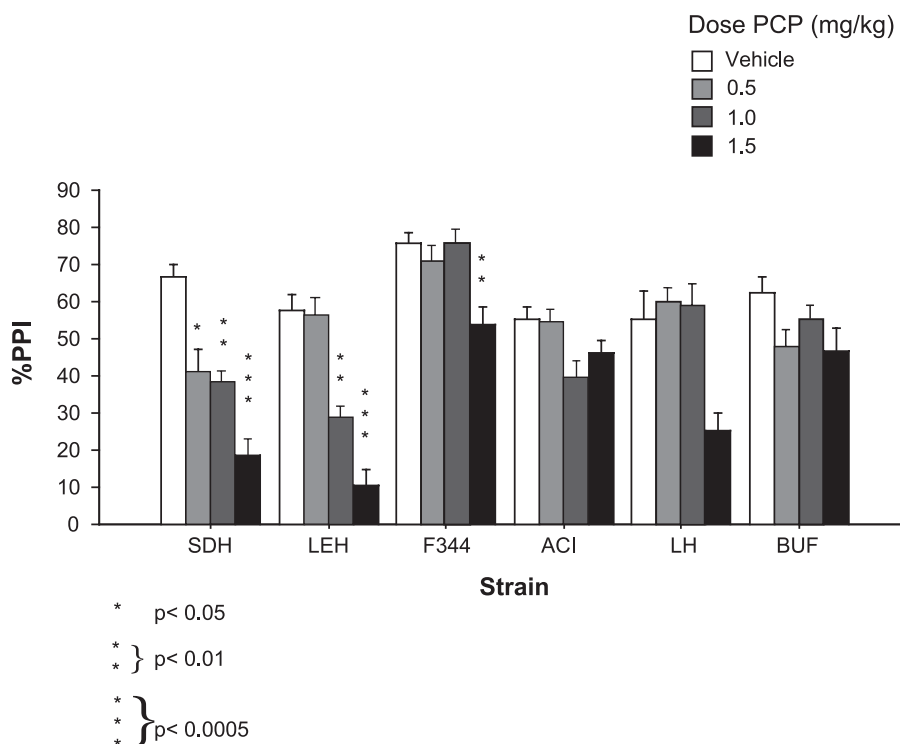 Dose PCP (mg/kg)
Vehicle
0.5
1.0
1.5
%PPI
90
80
70
60
50
40
30
20
10
0
*
* *
* * *
* *
* * *
* *
SDH LEH F344 ACI LH BUF
Strain
* p< 0.05
* * } p< 0.01
* * * } p< 0.0005